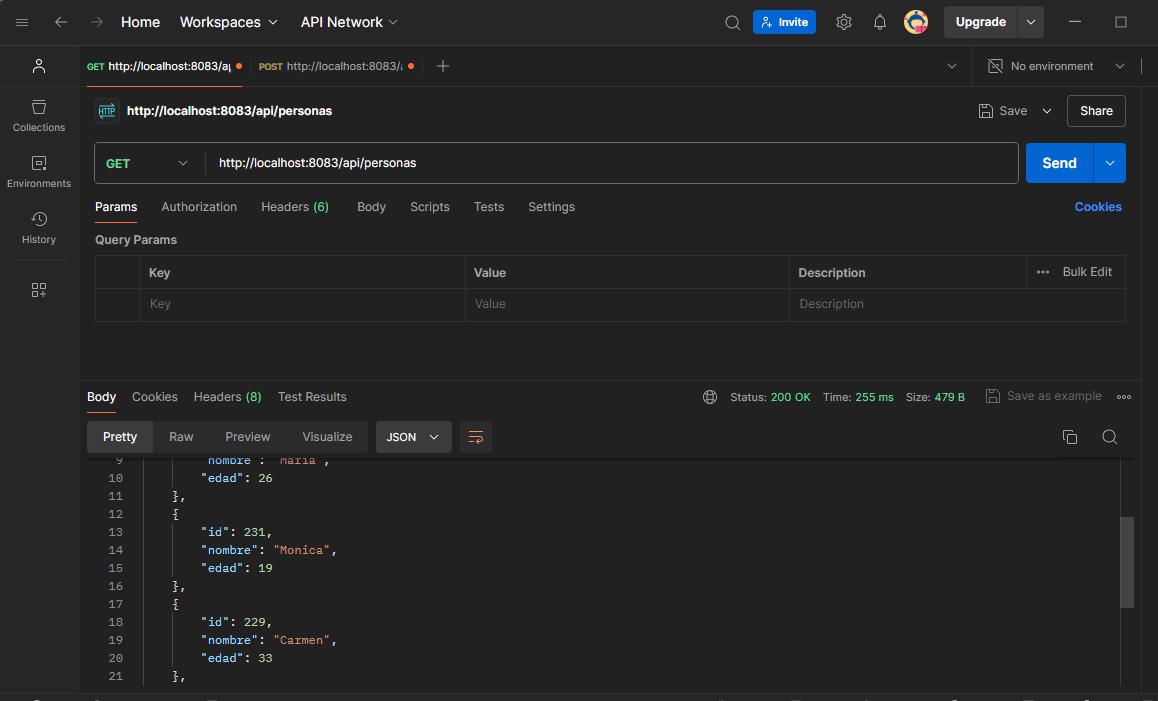 Home Workspaces API Network Invite Upgrade
GET http://localhost:8083/a POST http://localhost:8083/ No environment
HTTP http://localhost:8083/api/personas Save Share
Collections
GET http://localhost:8083/api/personas Send
Environments
Params Authorization Headers (6) Body Scripts Tests Settings Cookies
History
Query Params
Key Value Description Bulk Edit
Key Value Description
Body Cookies Headers (8) Test Results Status: 200 OK Time: 255 ms Size: 479 B Save as example
Pretty Raw Preview Visualize JSON
9 "nombre": "Maria",
10 "edad": 26
11 },
12 {
13 "id": 231,
14 "nombre": "Monica",
15 "edad": 19
16 },
17 {
18 "id": 229,
19 "nombre": "Carmen",
20 "edad": 33
21 },